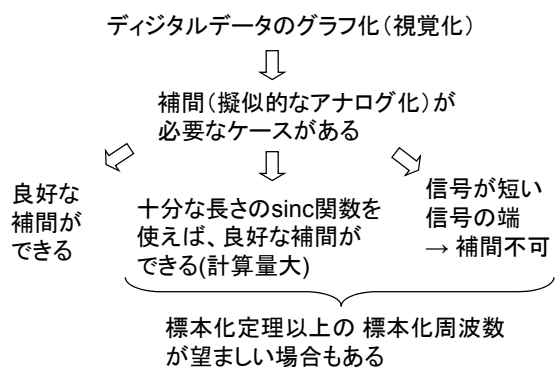 ディジタルデータのグラフ化(視覚化)
補間(擬似的なアナログ化)が
必要なケースがある
良好な
補間が
できる
十分な長さのsinc関数を
使えば、良好な補間が
できる(計算量大)
信号が短い
信号の端
→ 補間不可
標本化定理以上の 標本化周波数
が望ましい場合もある